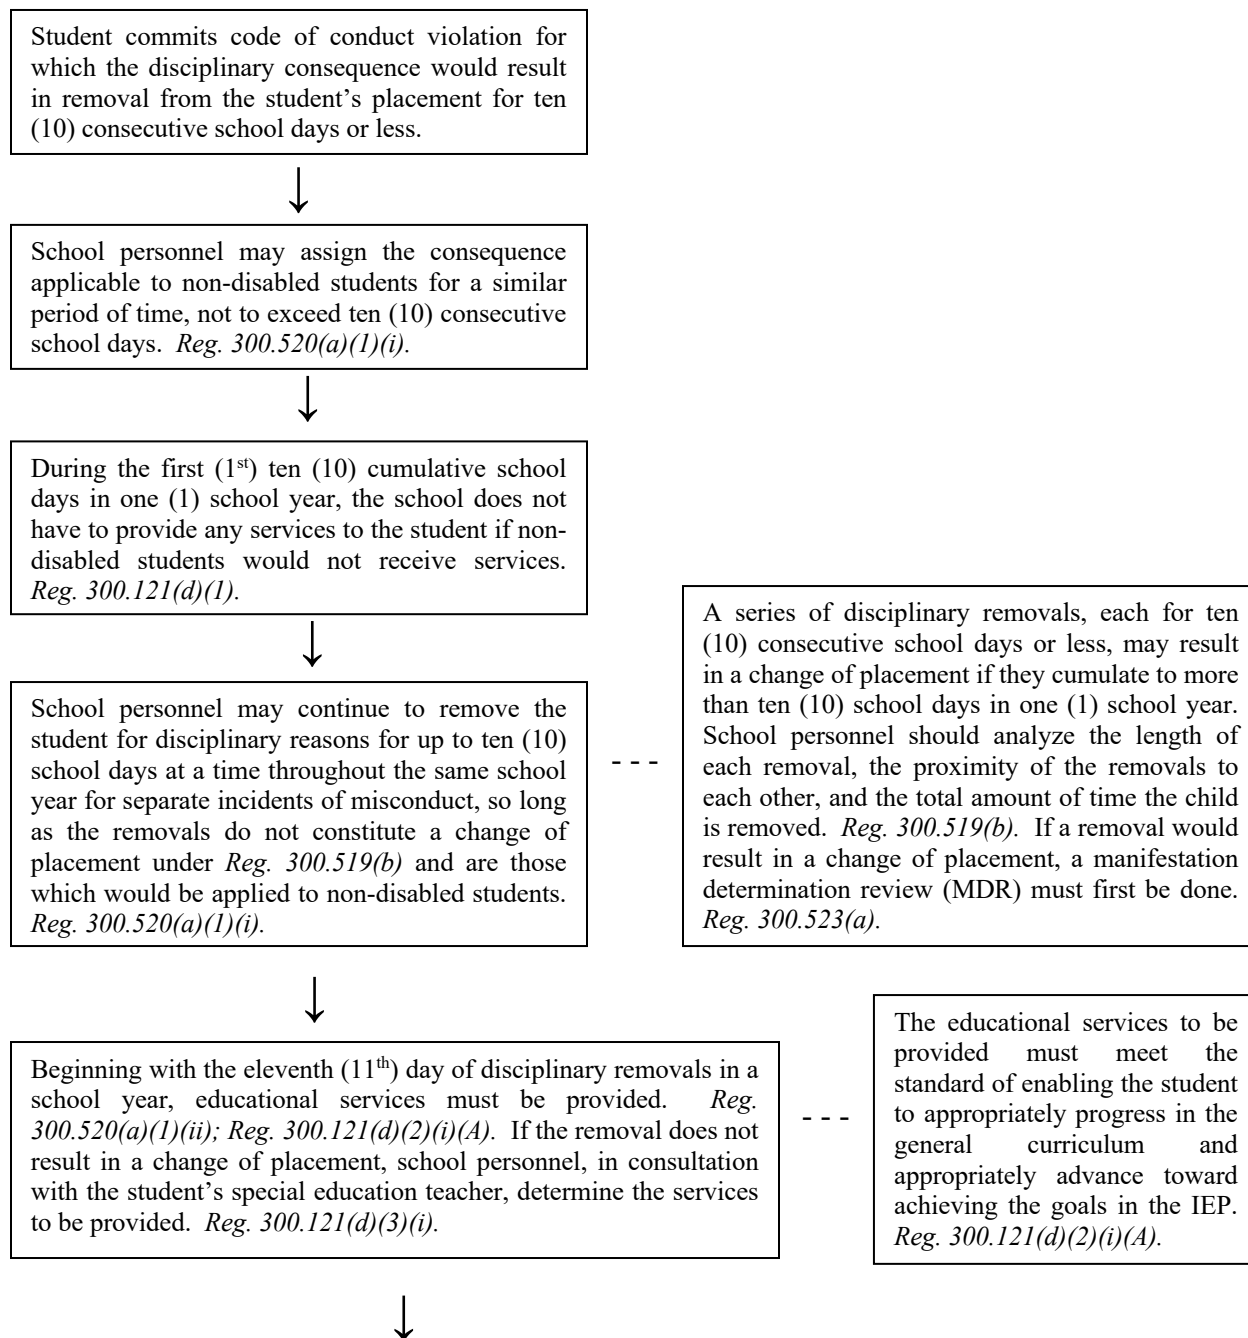 Student commits code of conduct violation for
which the disciplinary consequence would result
in removal from the student’s placement for ten
(10) consecutive school days or less.
↓
School personnel may assign the consequence
applicable to non-disabled students for a similar
period of time, not to exceed ten (10) consecutive
school days. Reg. 300.520(a)(1)(i).
↓
During the first (1st) ten (10) cumulative school
days in one (1) school year, the school does not
have to provide any services to the student if non-
disabled students would not receive services.
Reg. 300.121(d)(1).
↓
School personnel may continue to remove the
student for disciplinary reasons for up to ten (10)
school days at a time throughout the same school
year for separate incidents of misconduct, so long
as the removals do not constitute a change of
placement under Reg. 300.519(b) and are those
which would be applied to non-disabled students.
Reg. 300.520(a)(1)(i).
- - -
A series of disciplinary removals, each for ten
(10) consecutive school days or less, may result
in a change of placement if they cumulate to more
than ten (10) school days in one (1) school year.
School personnel should analyze the length of
each removal, the proximity of the removals to
each other, and the total amount of time the child
is removed. Reg. 300.519(b). If a removal would
result in a change of placement, a manifestation
determination review (MDR) must first be done.
Reg. 300.523(a).
↓
Beginning with the eleventh (11th) day of disciplinary removals in a
school year, educational services must be provided. Reg.
300.520(a)(1)(ii); Reg. 300.121(d)(2)(i)(A). If the removal does not
result in a change of placement, school personnel, in consultation
with the student’s special education teacher, determine the services
to be provided. Reg. 300.121(d)(3)(i).
- - -
The educational services to be
provided must meet the
standard of enabling the student
to appropriately progress in the
general curriculum and
appropriately advance toward
achieving the goals in the IEP.
Reg. 300.121(d)(2)(i)(A).
↓